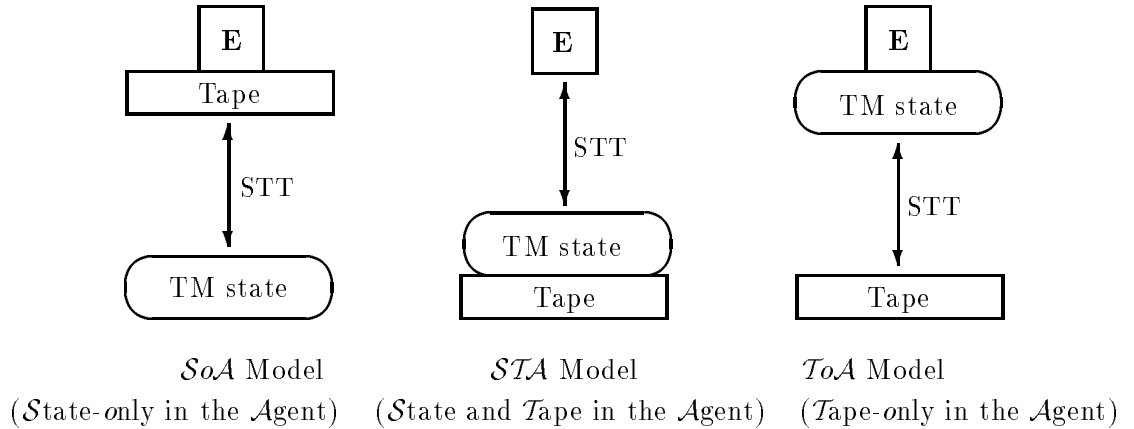 E
Tape
STT
TM state
SoA Model
(State-only in the Agent)
E
STT
TM state
Tape
STA Model
(State and Tape in the Agent)
E
TM state
STT
Tape
ToA Model
(Tape-only in the Agent)